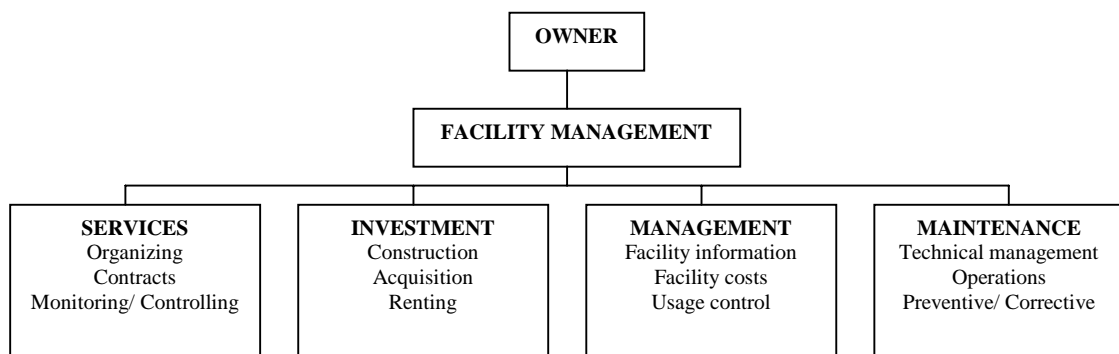 OWNER
FACILITY MANAGEMENT
SERVICES
Organizing
Contracts
Monitoring/ Controlling
INVESTMENT
Construction
Acquisition
Renting
MANAGEMENT
Facility information
Facility costs
Usage control
MAINTENANCE
Technical management
Operations
Preventive/ Corrective